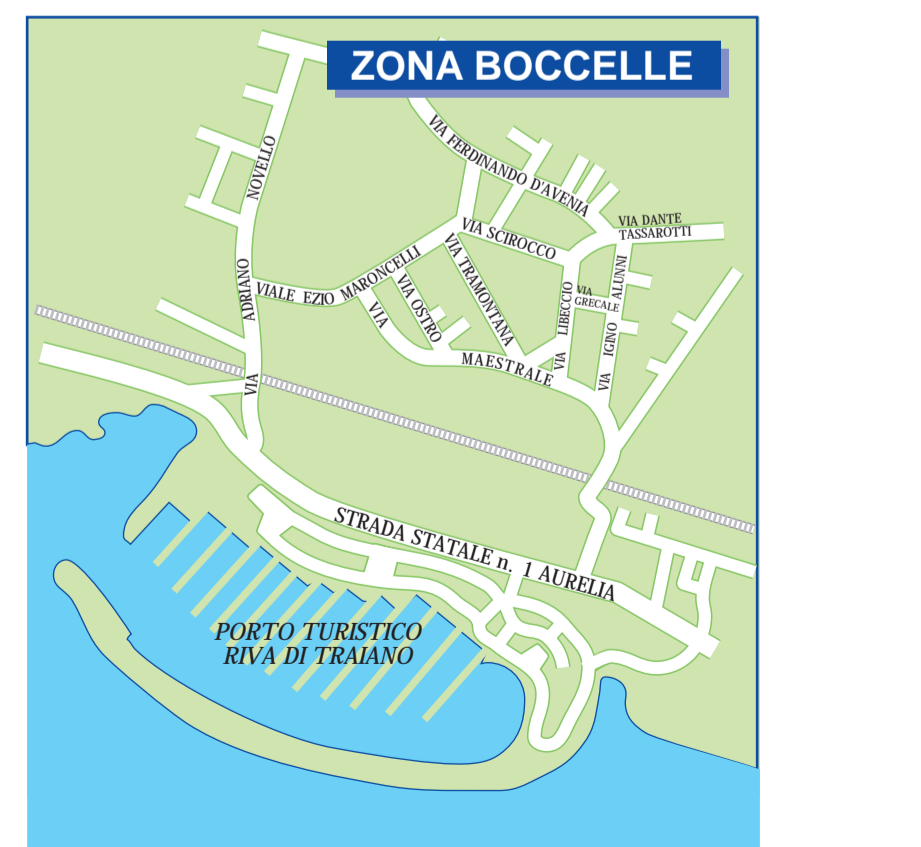 ZONA BOCCELLE
VIA FERDINANDO D'AVENIA
VIA ADRIANO NOVELLO
VIA DANTE
TASSAROTTI
VIA SCIROCCO
VIALE EZIO MARONCELLI
VIA TRAMONTANA
VIA OSTRO
VIA LIBECCIO
VIA
GRECALE
VIA IGINO ALUNNI
VIA MAESTRALE
STRADA STATALE n. 1 AURELIA
PORTO TURISTICO
RIVA DI TRAIANO